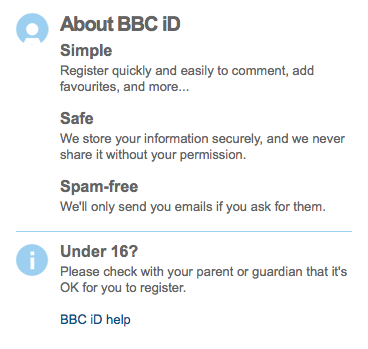 About BBC iD
Simple
Register quickly and easily to comment, add
favourites, and more...
Safe
We store your information securely, and we never
share it without your permission.
Spam-free
We'll only send you emails if you ask for them.
Under 16?
Please check with your parent or guardian that it's
OK for you to register.
BBC iD help